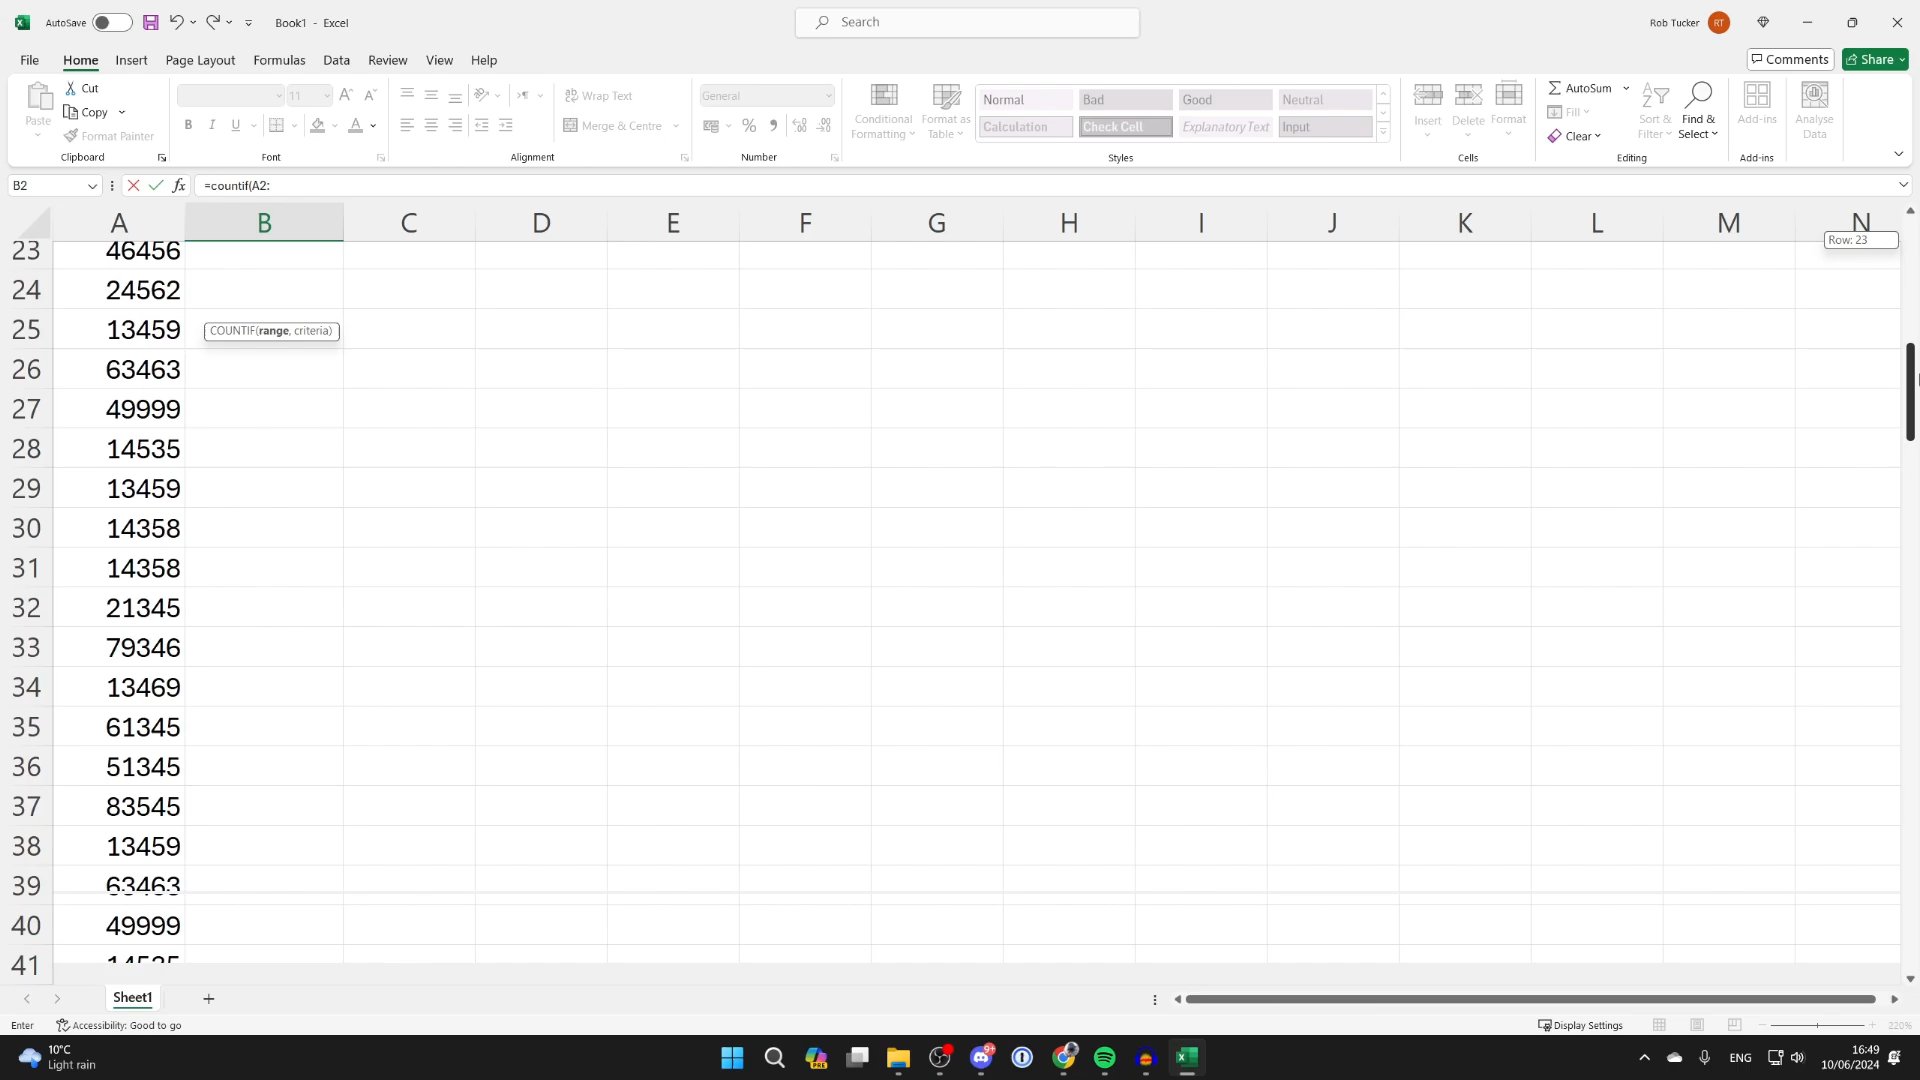 AutoSave
Book1 - Excel
Search
Rob Tucker
RT
File
Home
Insert
Page Layout
Formulas
Data
Review
View
Help
Comments
Share
Paste
Cut
Copy
Format Painter
Clipboard
11
Font
Wrap Text
Merge & Centre
Alignment
General
Number
Conditional Formatting
Format as Table
Normal
Bad
Good
Neutral
Calculation
Check Cell
Explanatory Text
Input
Styles
Insert
Delete
Format
Cells
AutoSum
Fill
Clear
Sort & Filter
Find & Select
Editing
Add-ins
Add-ins
Analyse Data
B2
=countif(A2:
A B C D E F G H I J K L M N
Row: 23
23 46456
24 24562
25 13459
COUNTIF(range, criteria)
26 63463
27 49999
28 14535
29 13459
30 14358
31 14358
32 21345
33 79346
34 13469
35 61345
36 51345
37 83545
38 13459
39 63463
40 49999
41
Sheet1
Enter
Accessibility: Good to go
Display Settings
220%
10°C
Light rain
PRE
9+
ENG
16:49
10/06/2024